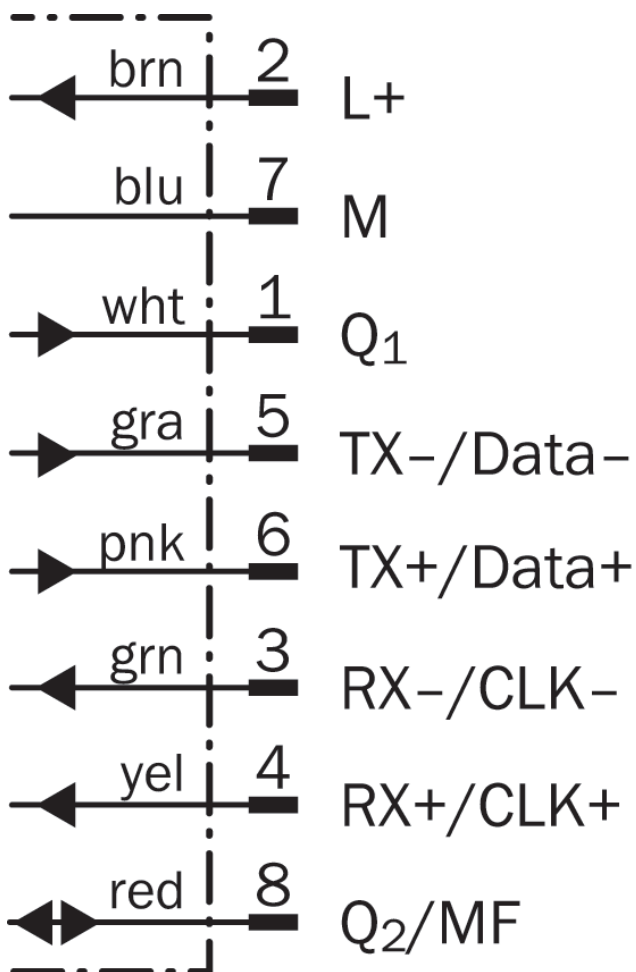 brn 2 L+
blu 7 M
wht 1 Q₁
gra 5 TX–/Data–
pnk 6 TX+/Data+
grn 3 RX–/CLK–
yel 4 RX+/CLK+
red 8 Q₂/MF